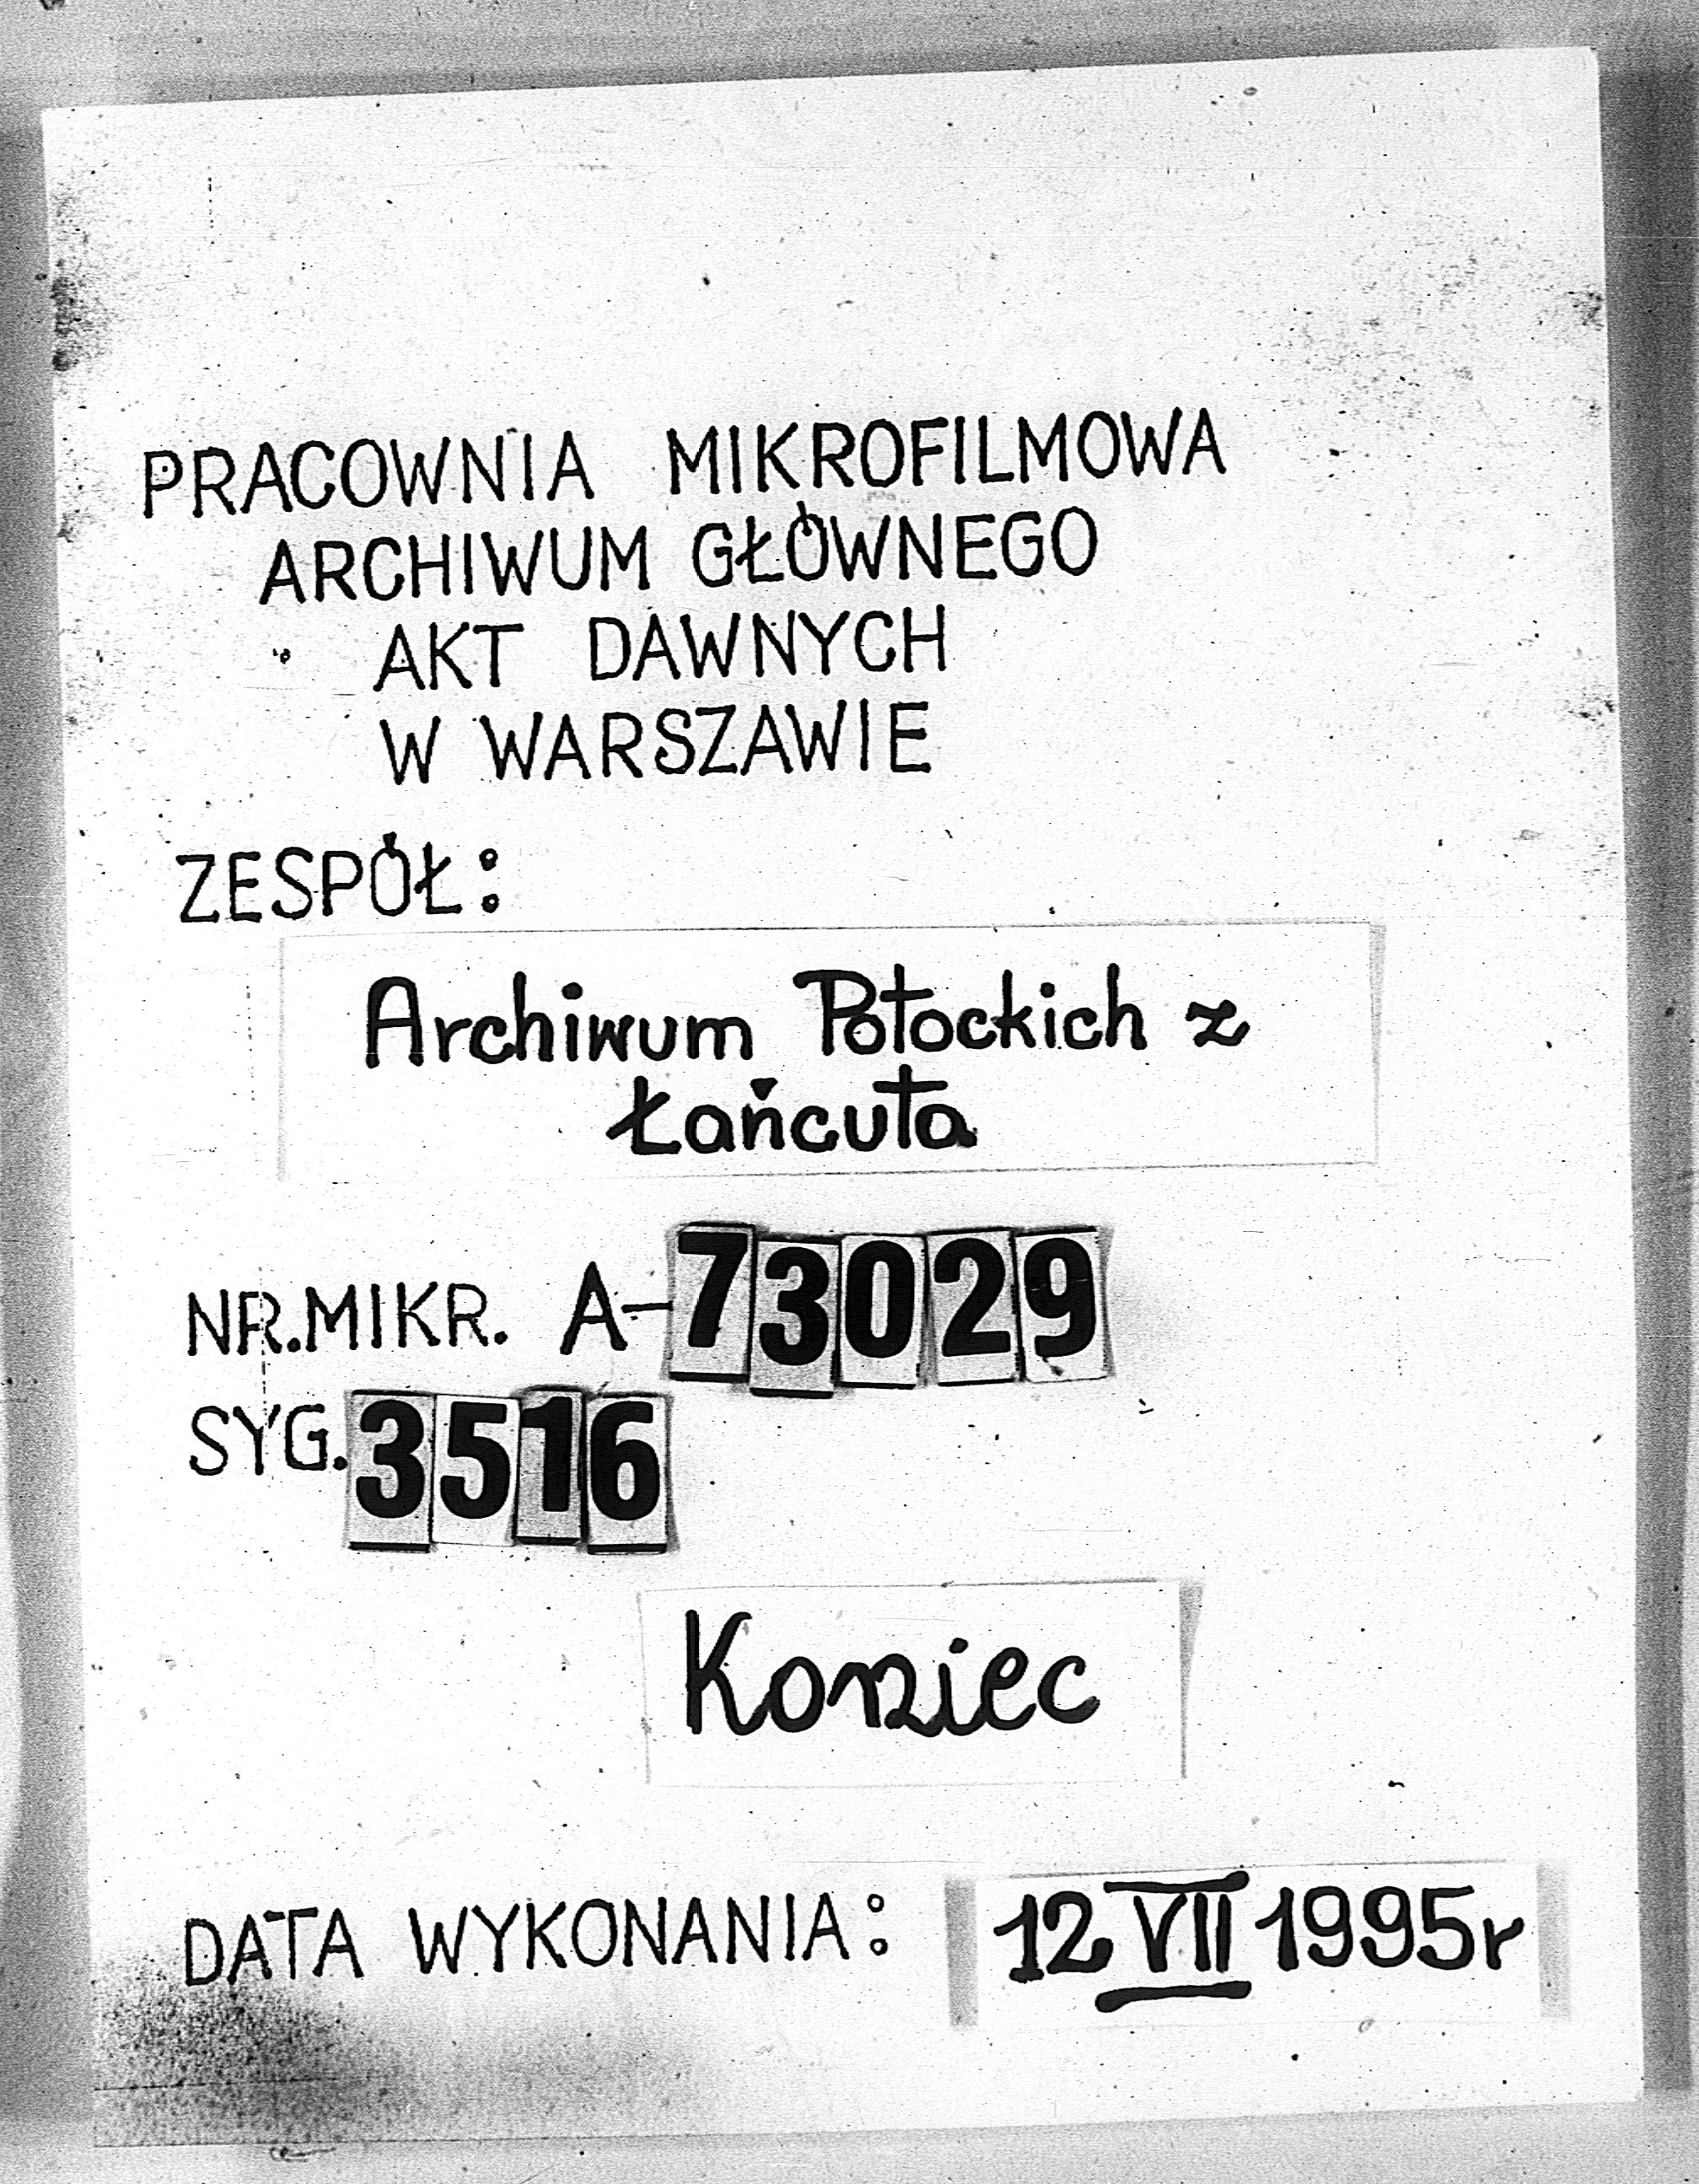 PRACOWNIA MIKROFILMOWA
ARCHIWUM GŁÓWNEGO
AKT DAWNYCH
W WARSZAWIE
ZESPÓŁ:
Archiwum Potockich z
Łańcuta
NR.MIKR. A-73029
SYG. 3516
Koniec
DATA WYKONANIA: 12 VII 1995r